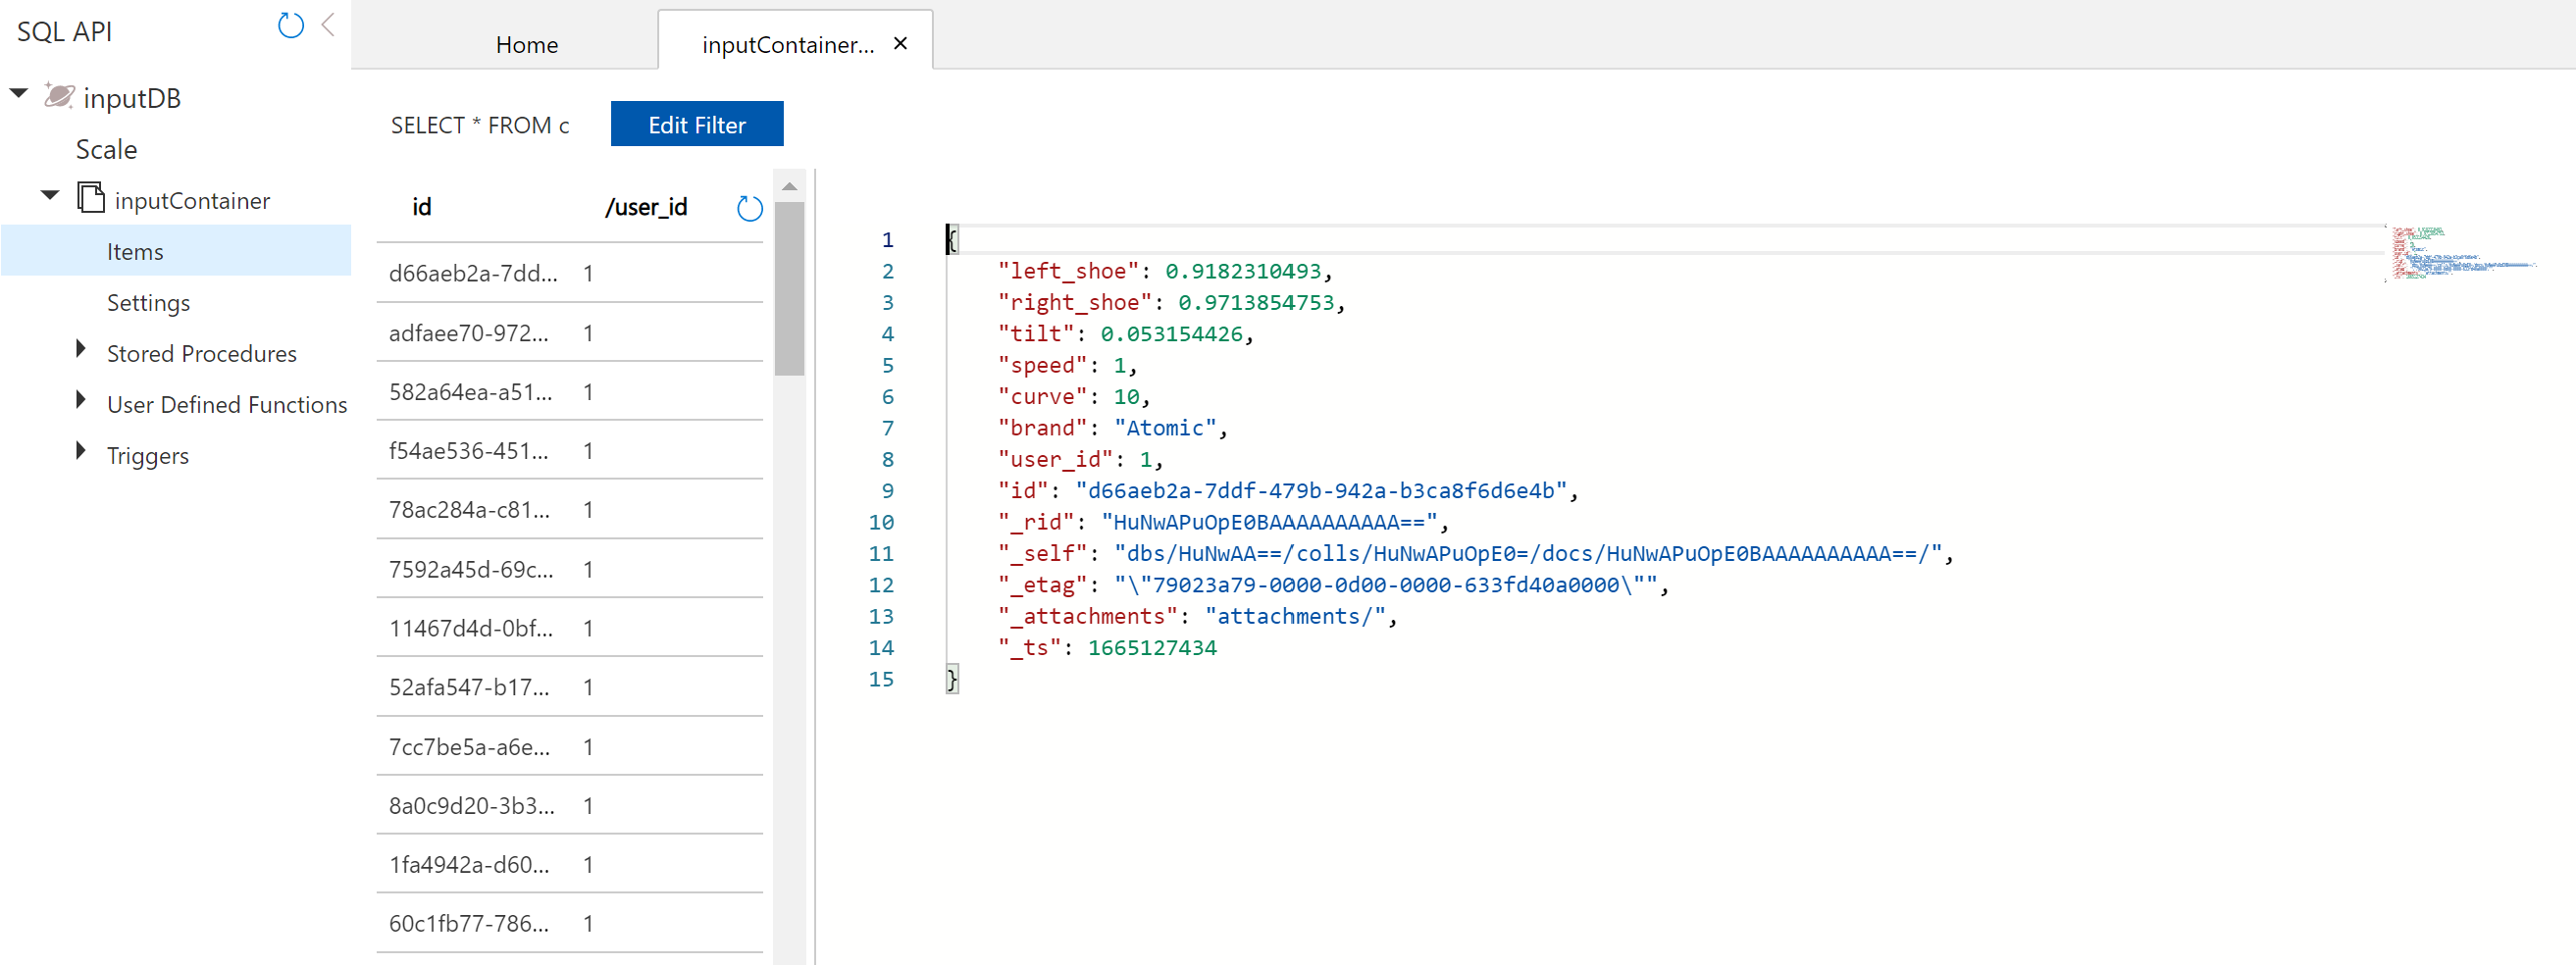 SQL API
inputDB
Scale
inputContainer
Items
Settings
Stored Procedures
User Defined Functions
Triggers
Home
inputContainer...
SELECT * FROM c
Edit Filter
id /user_id
d66aeb2a-7dd... 1
adfaee70-972... 1
582a64ea-a51... 1
f54ae536-451... 1
78ac284a-c81... 1
7592a45d-69c... 1
11467d4d-0bf... 1
52afa547-b17... 1
7cc7be5a-a6e... 1
8a0c9d20-3b3... 1
1fa4942a-d60... 1
60c1fb77-786... 1
1 {
2 "left_shoe": 0.9182310493,
3 "right_shoe": 0.9713854753,
4 "tilt": 0.053154426,
5 "speed": 1,
6 "curve": 10,
7 "brand": "Atomic",
8 "user_id": 1,
9 "id": "d66aeb2a-7ddf-479b-942a-b3ca8f6d6e4b",
10 "_rid": "HuNwAPuOpE0BAAAAAAAAAA==",
11 "_self": "dbs/HuNwAA==/colls/HuNwAPuOpE0=/docs/HuNwAPuOpE0BAAAAAAAAAA==/",
12 "_etag": "\"79023a79-0000-0d00-0000-633fd40a0000\"",
13 "_attachments": "attachments/",
14 "_ts": 1665127434
15 }